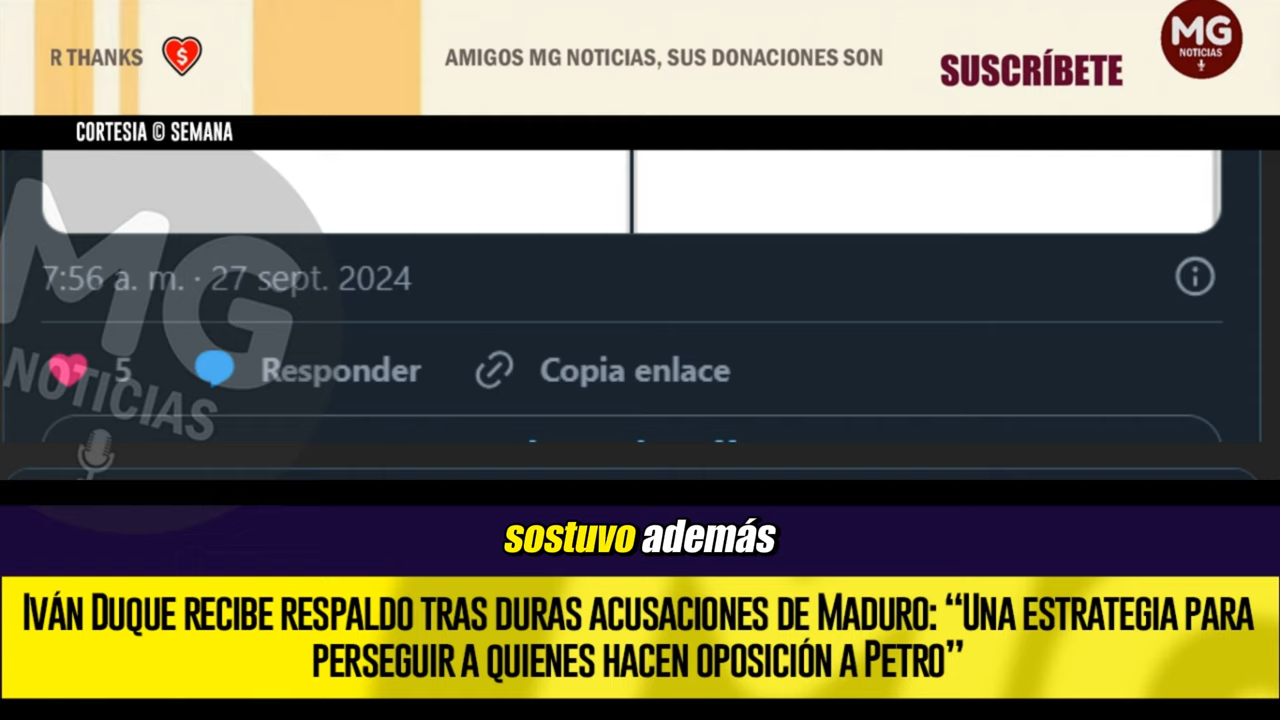 R THANKS
AMIGOS MG NOTICIAS, SUS DONACIONES SON
SUSCRÍBETE
MG
NOTICIAS
CORTESIA © SEMANA
MG
NOTICIAS
7:56 a. m. · 27 sept. 2024
5
Responder
Copia enlace
sostuvo además
IVÁN DUQUE RECIBE RESPALDO TRAS DURAS ACUSACIONES DE MADURO: “UNA ESTRATEGIA PARA
PERSEGUIR A QUIENES HACEN OPOSICIÓN A PETRO”